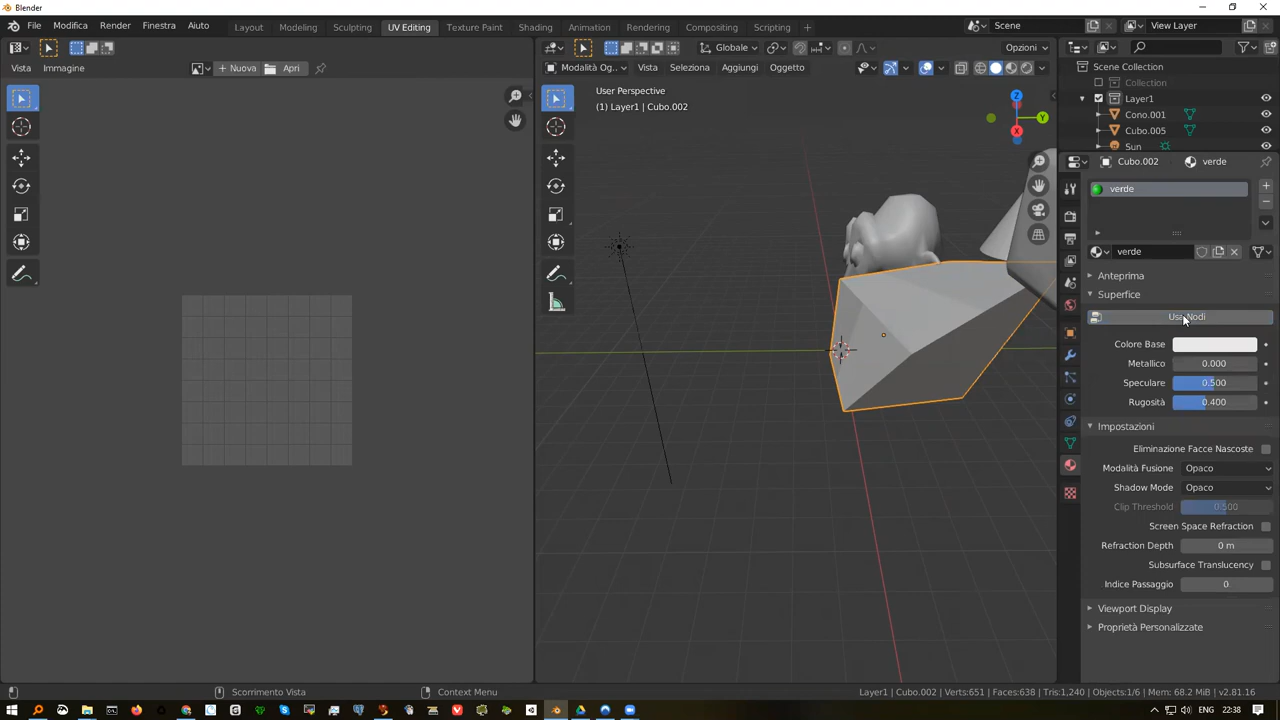 Blender
File Modifica Render Finestra Aiuto Layout Modeling Sculpting UV Editing Texture Paint Shading Animation Rendering Compositing Scripting + Scene View Layer
Globale Opzioni
Vista Immagine + Nuova Apri Modalità Og... Vista Seleziona Aggiungi Oggetto
User Perspective
(1) Layer1 | Cubo.002
Z
Y
X
Scene Collection
Collection
Layer1
Cono.001
Cubo.005
Sun
Cubo.002 verde
verde
verde
Anteprima
Superfice
Usa Nodi
Colore Base
Metallico 0.000
Speculare 0.500
Rugosità 0.400
Impostazioni
Eliminazione Facce Nascoste
Modalità Fusione Opaco
Shadow Mode Opaco
Clip Threshold 0.500
Screen Space Refraction
Refraction Depth 0 m
Subsurface Translucency
Indice Passaggio 0
Viewport Display
Proprietà Personalizzate
Scorrimento Vista Context Menu Layer1 | Cubo.002 | Verts:651 | Faces:638 | Tris:1,240 | Objects:1/6 | Mem: 68.2 MiB | v2.81.16
ENG 22:38